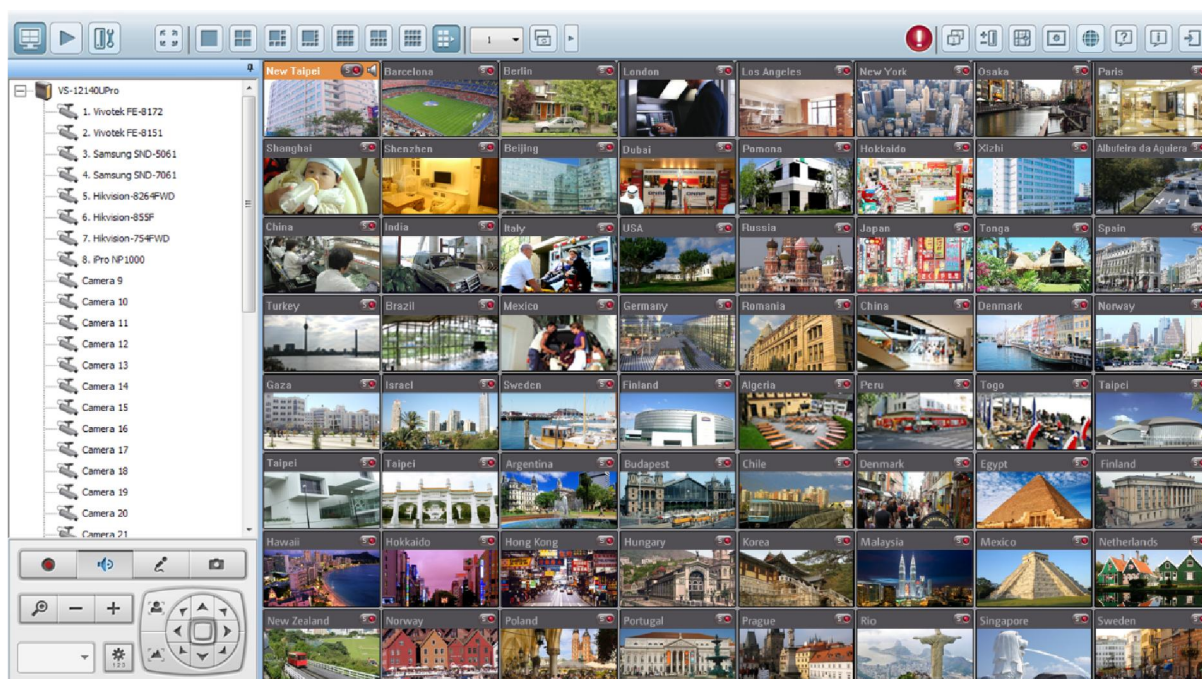 1
VS-12140UPro
1. Vivotek FE-8172
2. Vivotek FE-8151
3. Samsung SND-5061
4. Samsung SND-7061
5. Hikvision-8264FWD
6. Hikvision-855F
7. Hikvision-754FWD
8. iPro NP1000
Camera 9
Camera 10
Camera 11
Camera 12
Camera 13
Camera 14
Camera 15
Camera 16
Camera 17
Camera 18
Camera 19
Camera 20
Camera 21
123
New Taipei Barcelona Berlin London Los Angeles New York Osaka Paris
Shanghai Shenzhen Beijing Dubai Pomona Hokkaido Xizhi Albufeira da Aguiera
China India Italy USA Russia Japan Tonga Spain
Turkey Brazil Mexico Germany Romania China Denmark Norway
Gaza Israel Sweden Finland Algeria Peru Togo Taipei
Taipei Taipei Argentina Budapest Chile Denmark Egypt Finland
Hawaii Hokkaido Hong Kong Hungary Korea Malaysia Mexico Netherlands
New Zealand Norway Poland Portugal Prague Rio Singapore Sweden